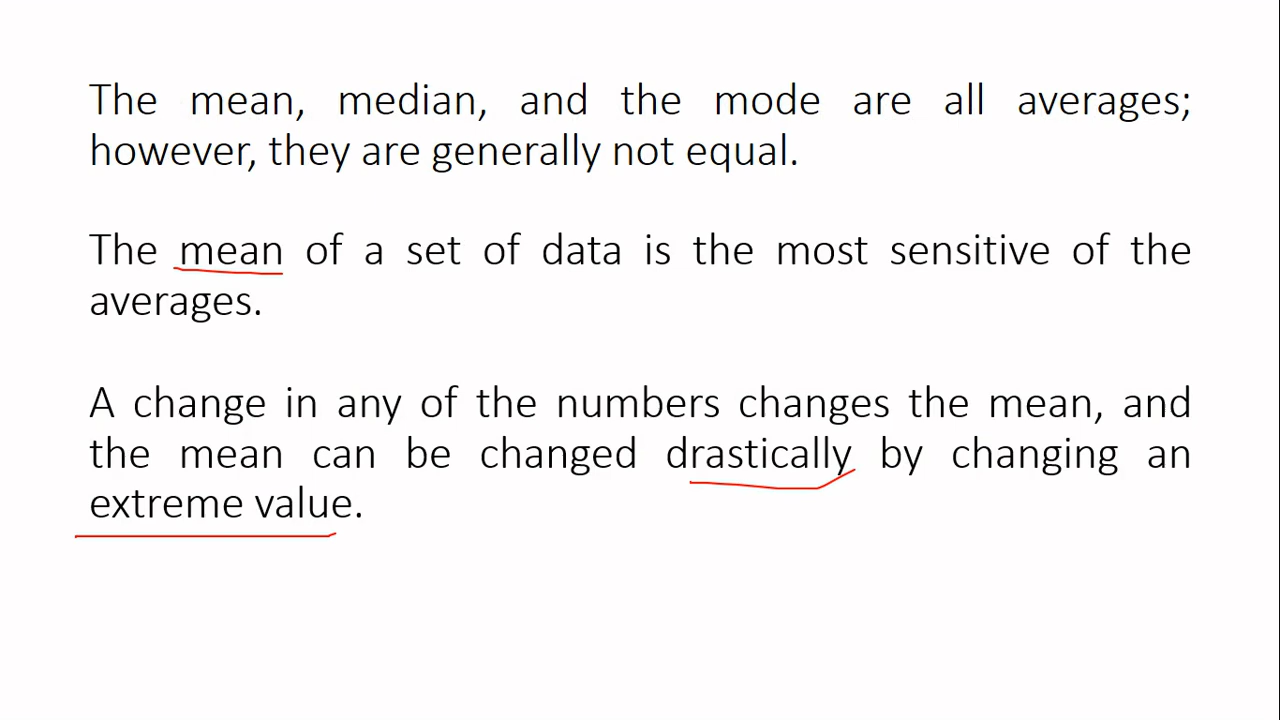 The mean, median, and the mode are all averages;
however, they are generally not equal.
The mean of a set of data is the most sensitive of the
averages.
A change in any of the numbers changes the mean, and
the mean can be changed drastically by changing an
extreme value.